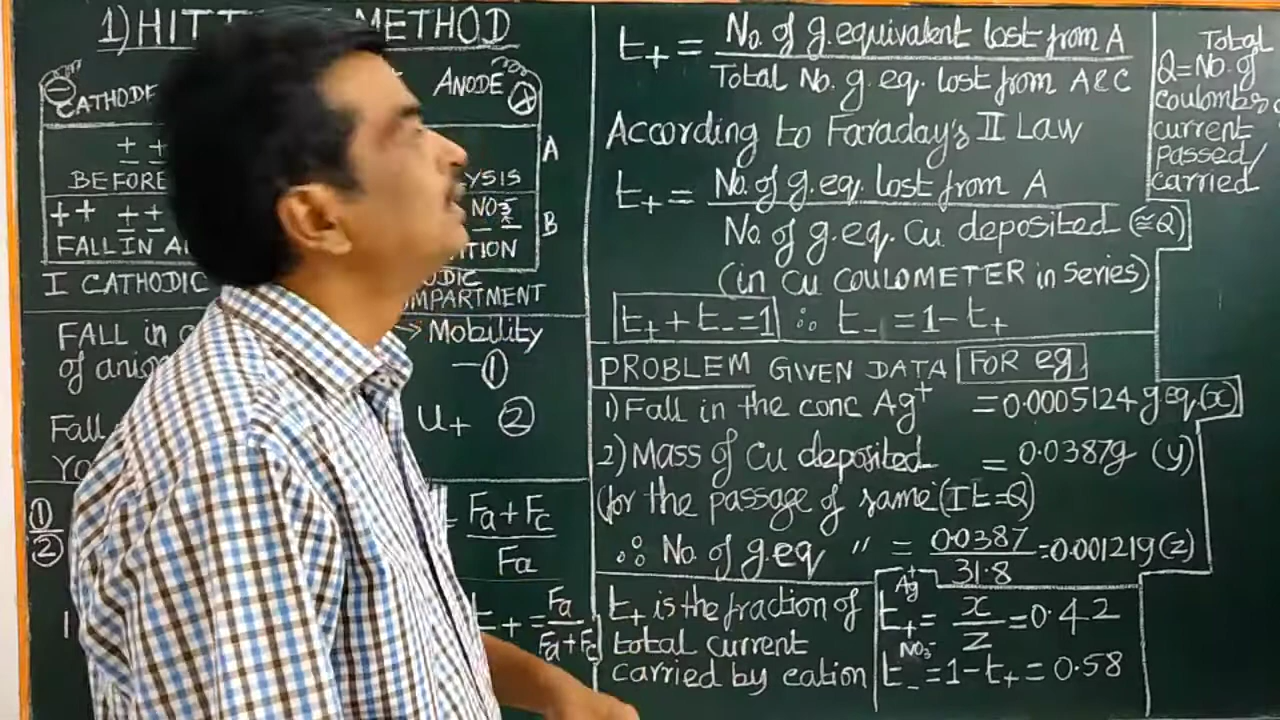 1) HITT METHOD
CATHODE ANODE
++ A
BEFORE YSIS
++ ++ NO3 B
FALL IN A TION
I CATHODIC ODIC
MPARTMENT
FALL in → Mobility
of anion —①
Fall U+ ②
①/② = Fa+Fc / Fa
t+ = Fa / Fa+Fc
t+ = No. of g.equivalent lost from A / Total No. g.eq. lost from A & C
According to Faraday's II Law
t+ = No. of g.eq. lost from A / No. of g.eq. Cu deposited (≅Q)
(in Cu COULOMETER in series)
t+ + t- = 1 ∴ t- = 1 - t+
Total
Q = No. of
coulombs
current
passed/
carried
PROBLEM GIVEN DATA FOR eg
1) Fall in the conc Ag+ = 0.0005124 g eq.(x)
2) Mass of Cu deposited = 0.0387g (y)
(for the passage of same (It=Q)
∴ No. of g.eq " = 0.0387 / 31.8 = 0.001219 (z)
t+ is the fraction of
total current
carried by cation
Ag+
t+ = x / z = 0.42
NO3-
t- = 1 - t+ = 0.58